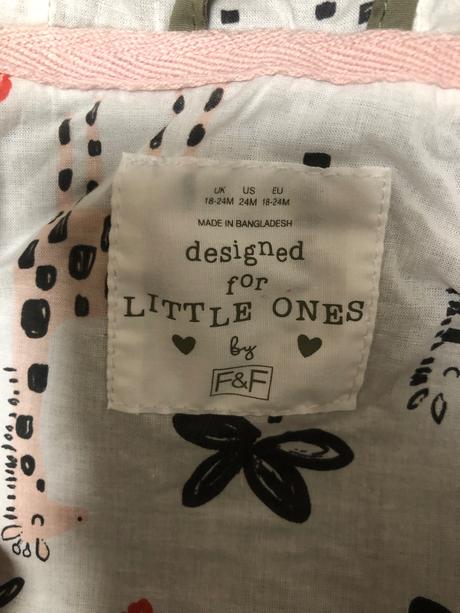 UK US EU
18-24M 24M 18-24M
MADE IN BANGLADESH
designed
for
LITTLE ONES
by
F&F